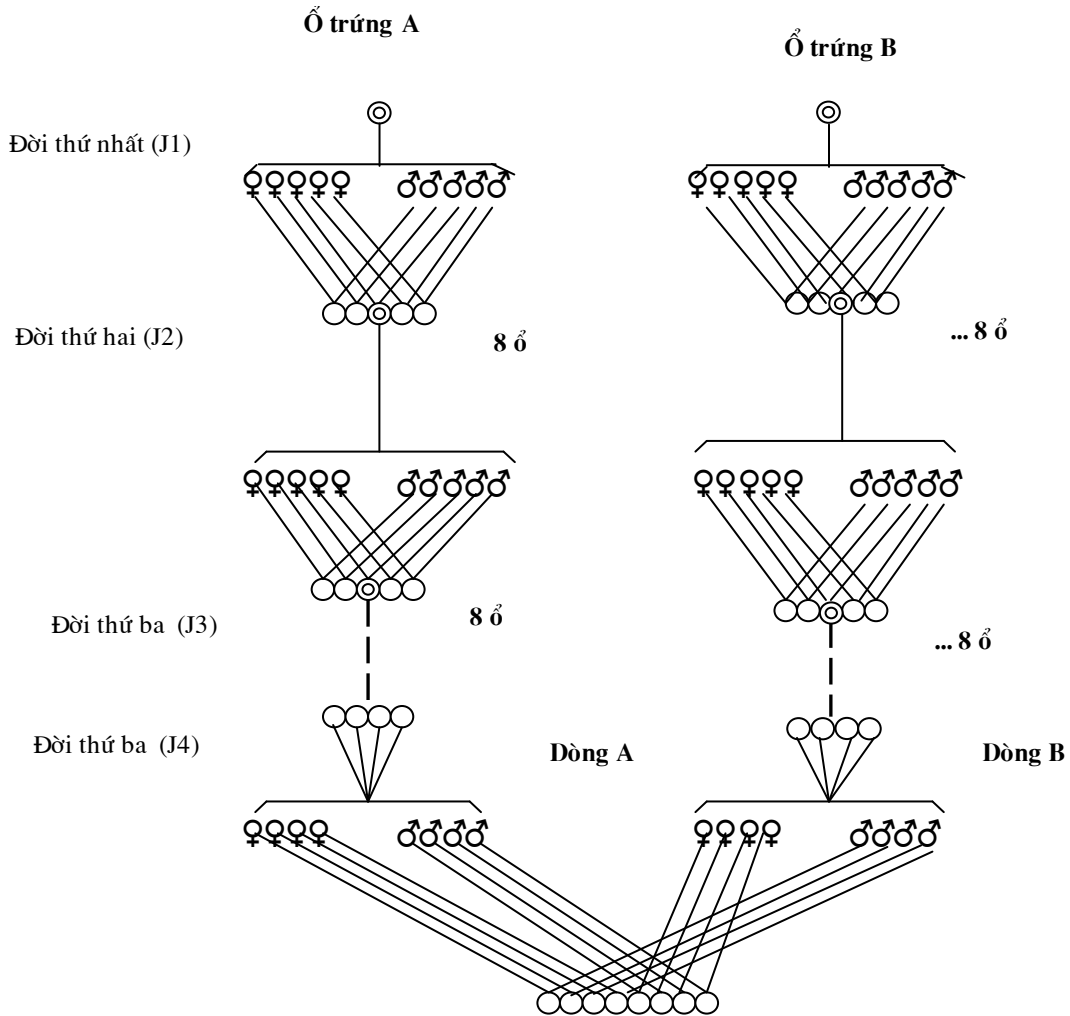 Ổ trứng A
Ổ trứng B
Đời thứ nhất (J1)
Đời thứ hai (J2)
8 ổ
... 8 ổ
Đời thứ ba (J3)
8 ổ
... 8 ổ
Đời thứ ba (J4)
Dòng A
Dòng B